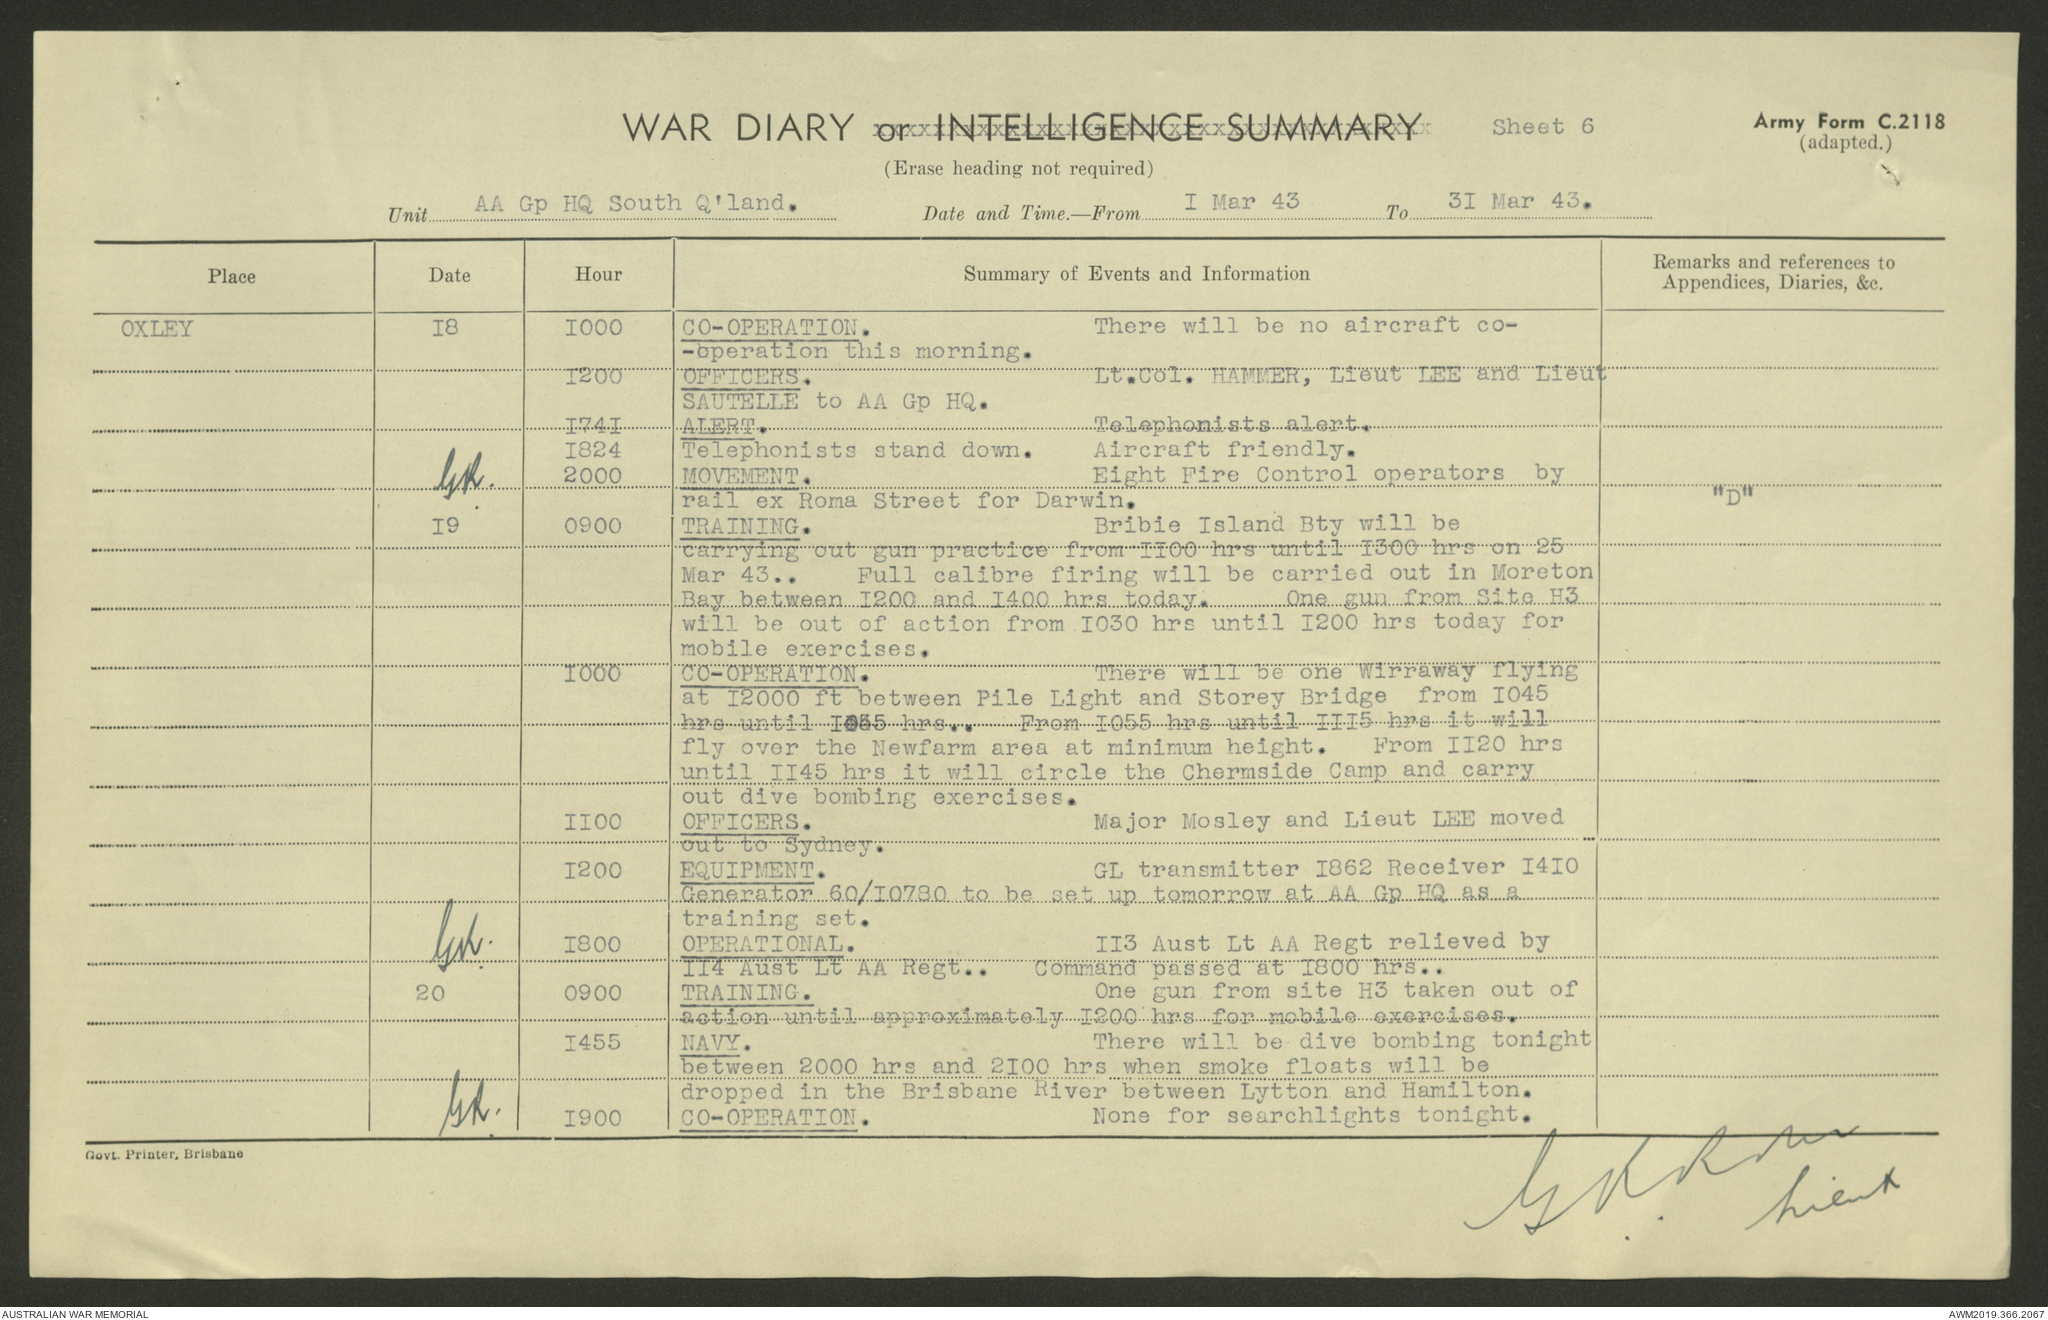 WAR DIARY or INTELLIGENCE SUMMARY Sheet 6 Army Form C.2118
(adapted.)
(Erase heading not required)
Unit AA Gp HQ South Q'land. Date and Time.—From I Mar 43 To 3I Mar 43.
Place Date Hour Summary of Events and Information Remarks and references to
Appendices, Diaries, &c.
OXLEY I8 I000 CO-OPERATION. There will be no aircraft co-
-operation this morning.
I200 OFFICERS. Lt.Col. HAMMER, Lieut LEE and Lieut
SAUTELLE to AA Gp HQ.
I74I ALERT. Telephonists alert.
I824 Telephonists stand down. Aircraft friendly.
GR. 2000 MOVEMENT. Eight Fire Control operators by
rail ex Roma Street for Darwin. "D"
I9 0900 TRAINING. Bribie Island Bty will be
carrying out gun practice from II00 hrs until I300 hrs on 25
Mar 43.. Full calibre firing will be carried out in Moreton
Bay between I200 and I400 hrs today. One gun from Site H3
will be out of action from I030 hrs until I200 hrs today for
mobile exercises.
I000 CO-OPERATION. There will be one Wirraway flying
at I2000 ft between Pile Light and Storey Bridge from I045
hrs until hrs.. From I055 hrs until III5 hrs it will
fly over the Newfarm area at minimum height. From II20 hrs
until II45 hrs it will circle the Chermside Camp and carry
out dive bombing exercises.
II00 OFFICERS. Major Mosley and Lieut LEE moved
out to Sydney.
I200 EQUIPMENT. GL transmitter I862 Receiver I4I0
Generator 60/I0780 to be set up tomorrow at AA Gp HQ as a
training set.
GR. I800 OPERATIONAL. II3 Aust Lt AA Regt relieved by
II4 Aust Lt AA Regt.. Command passed at I800 hrs..
20 0900 TRAINING. One gun from site H3 taken out of
action until approximately I200 hrs for mobile exercises.
I455 NAVY. There will be dive bombing tonight
between 2000 hrs and 2I00 hrs when smoke floats will be
dropped in the Brisbane River between Lytton and Hamilton.
GR. I900 CO-OPERATION. None for searchlights tonight.
Govt. Printer, Brisbane
Lieut
AUSTRALIAN WAR MEMORIAL AWM2019.366.2067